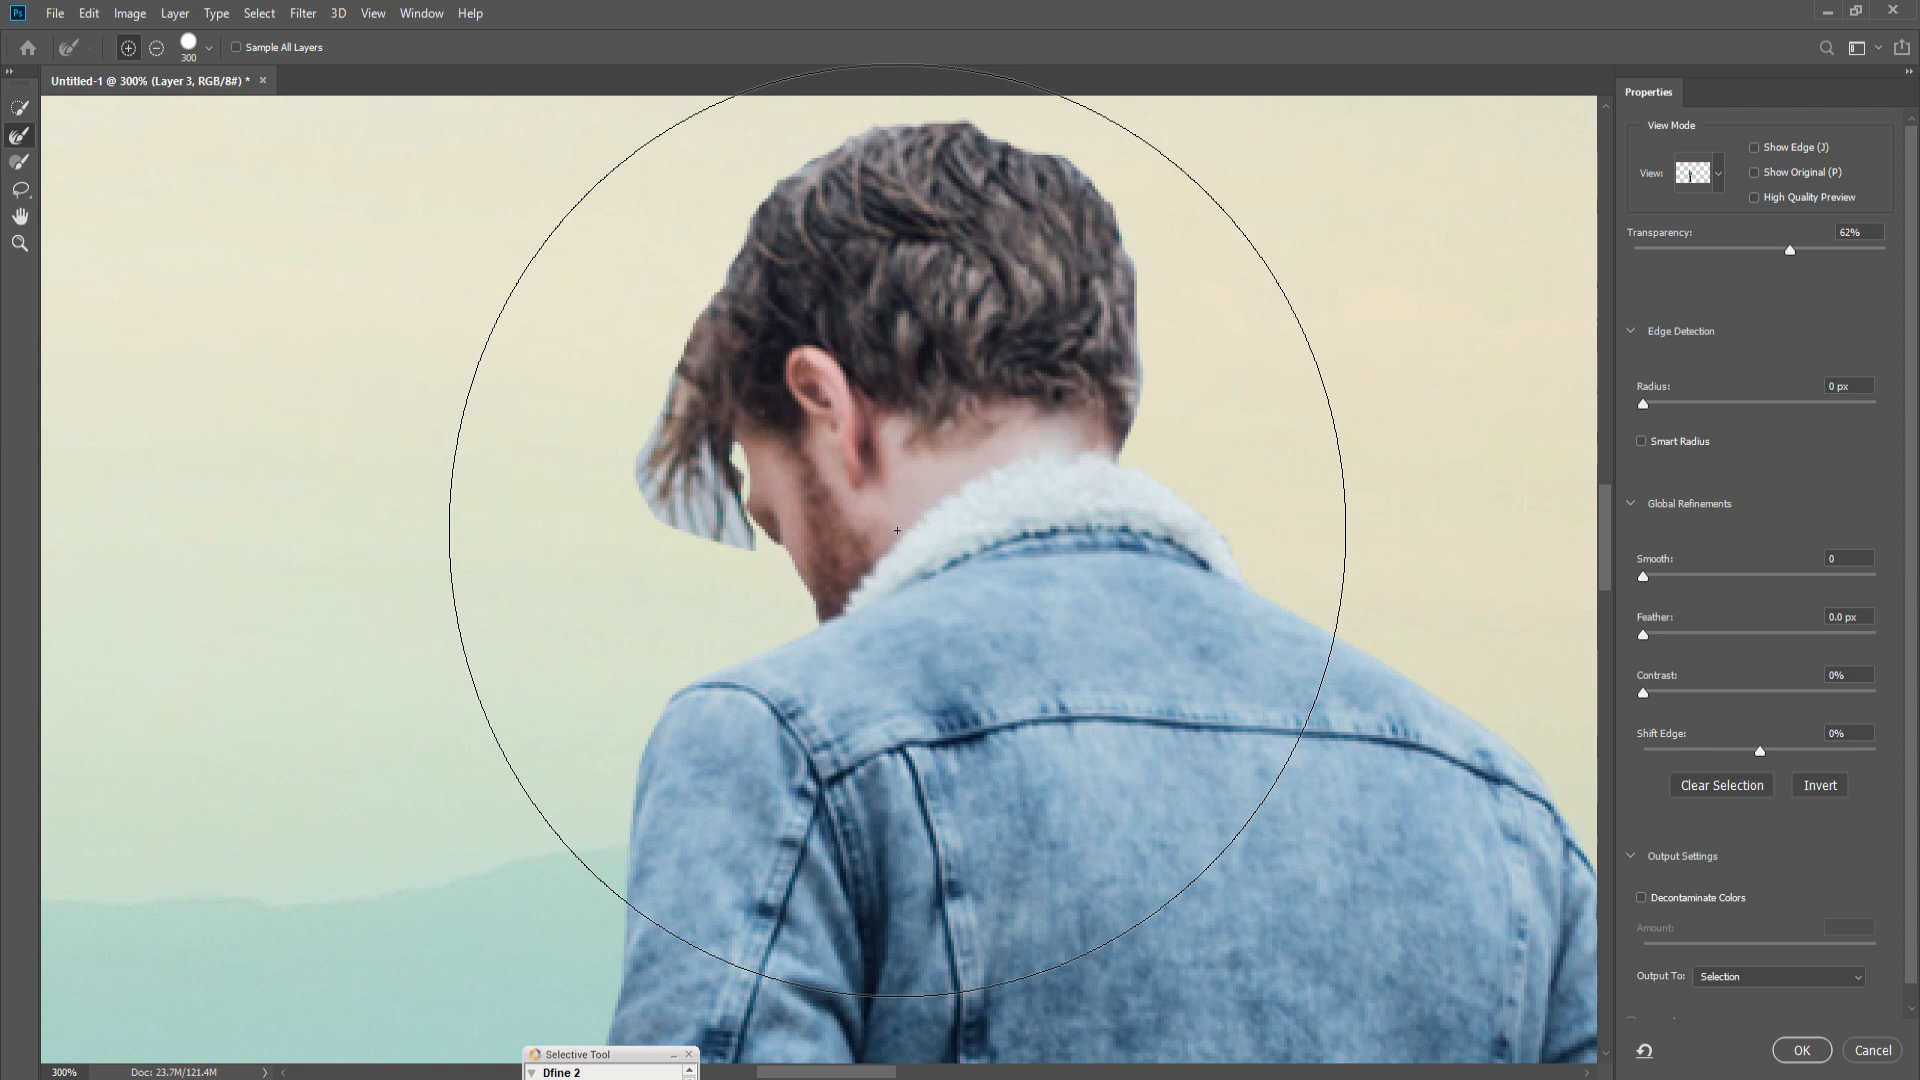 Ps File Edit Image Layer Type Select Filter 3D View Window Help
300 Sample All Layers
Untitled-1 @ 300% (Layer 3, RGB/8#) *
Properties
View Mode
View:
Show Edge (J)
Show Original (P)
High Quality Preview
Transparency: 62%
Edge Detection
Radius: 0 px
Smart Radius
Global Refinements
Smooth: 0
Feather: 0.0 px
Contrast: 0%
Shift Edge: 0%
Clear Selection Invert
Output Settings
Decontaminate Colors
Amount:
Output To: Selection
OK Cancel
Selective Tool
Dfine 2
300% Doc: 23.7M/121.4M